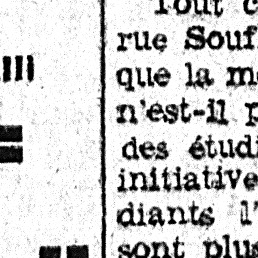 Tout c
rue Souf
que la m
n'est-il p
des étudi
initiative
diants l'
sont plus